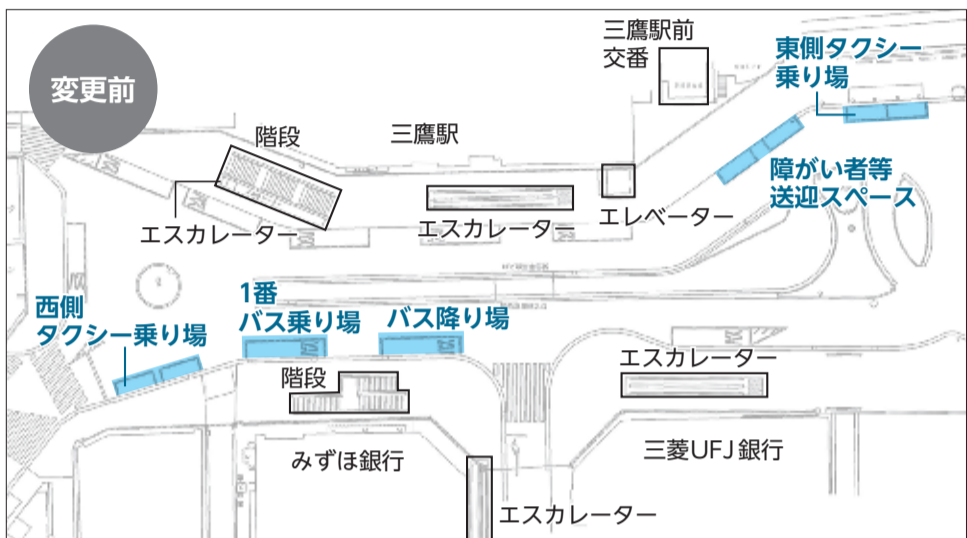 変更前
三鷹駅前
交番
東側タクシー
乗り場
階段
三鷹駅
障がい者等
送迎スペース
エスカレーター
エスカレーター
エレベーター
西側
タクシー乗り場
1番
バス乗り場
バス降り場
エスカレーター
階段
みずほ銀行
三菱UFJ銀行
エスカレーター